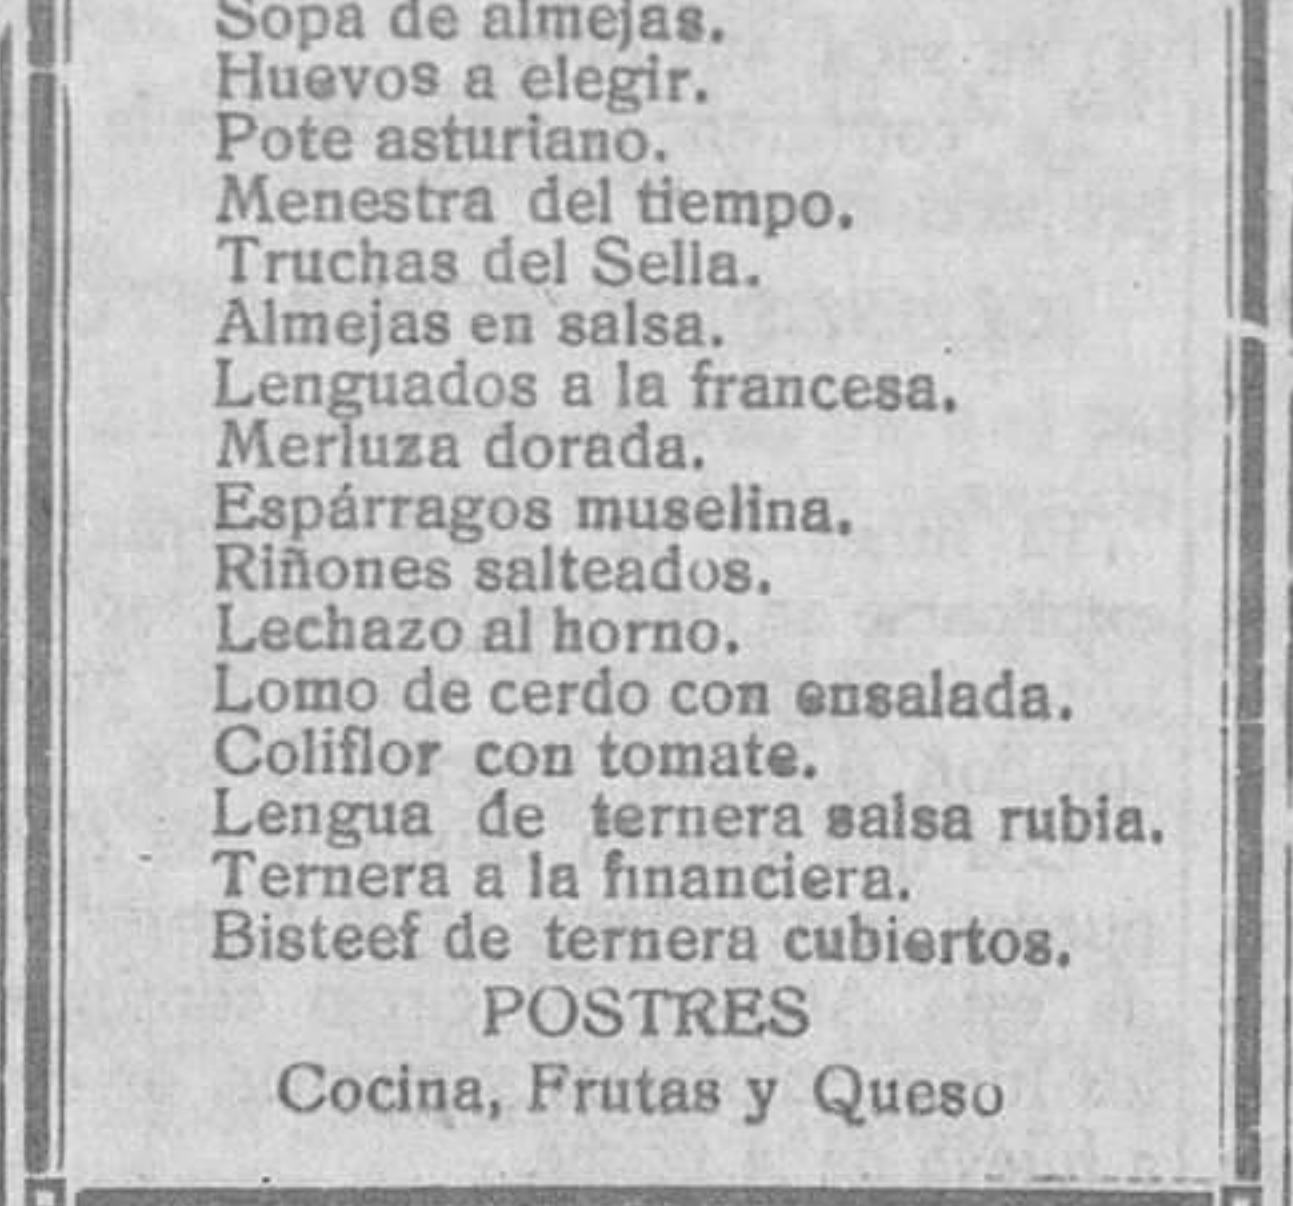 Sopa de almejas.
Huevos a elegir.
Pote asturiano.
Menestra del tiempo.
Truchas del Sella.
Almejas en salsa.
Lenguados a la francesa.
Merluza dorada.
Espárragos muselina.
Riñones salteados.
Lechazo al horno.
Lomo de cerdo con ensalada.
Coliflor con tomate.
Lengua de ternera salsa rubia.
Ternera a la financiera.
Bisteef de ternera cubiertos.
POSTRES
Cocina, Frutas y Queso